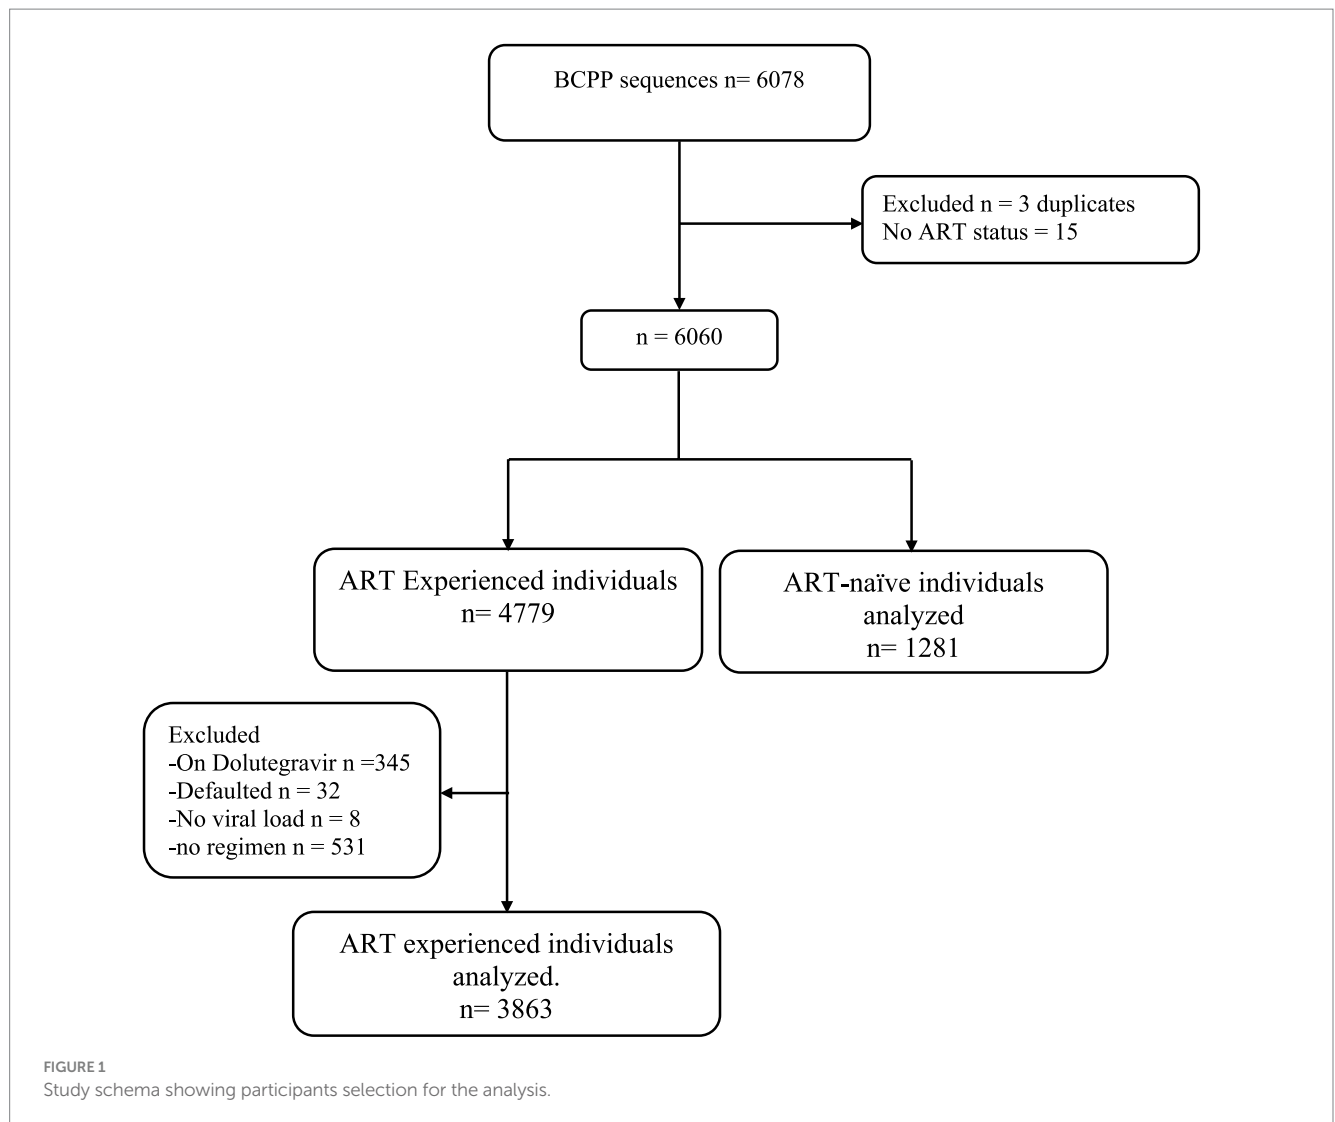 BCPP sequences n= 6078
Excluded n = 3 duplicates
No ART status = 15
n = 6060
ART Experienced individuals
n= 4779
ART-naïve individuals
analyzed
n= 1281
Excluded
-On Dolutegravir n =345
-Defaulted n = 32
-No viral load n = 8
-no regimen n = 531
ART experienced individuals
analyzed.
n= 3863
FIGURE 1
Study schema showing participants selection for the analysis.